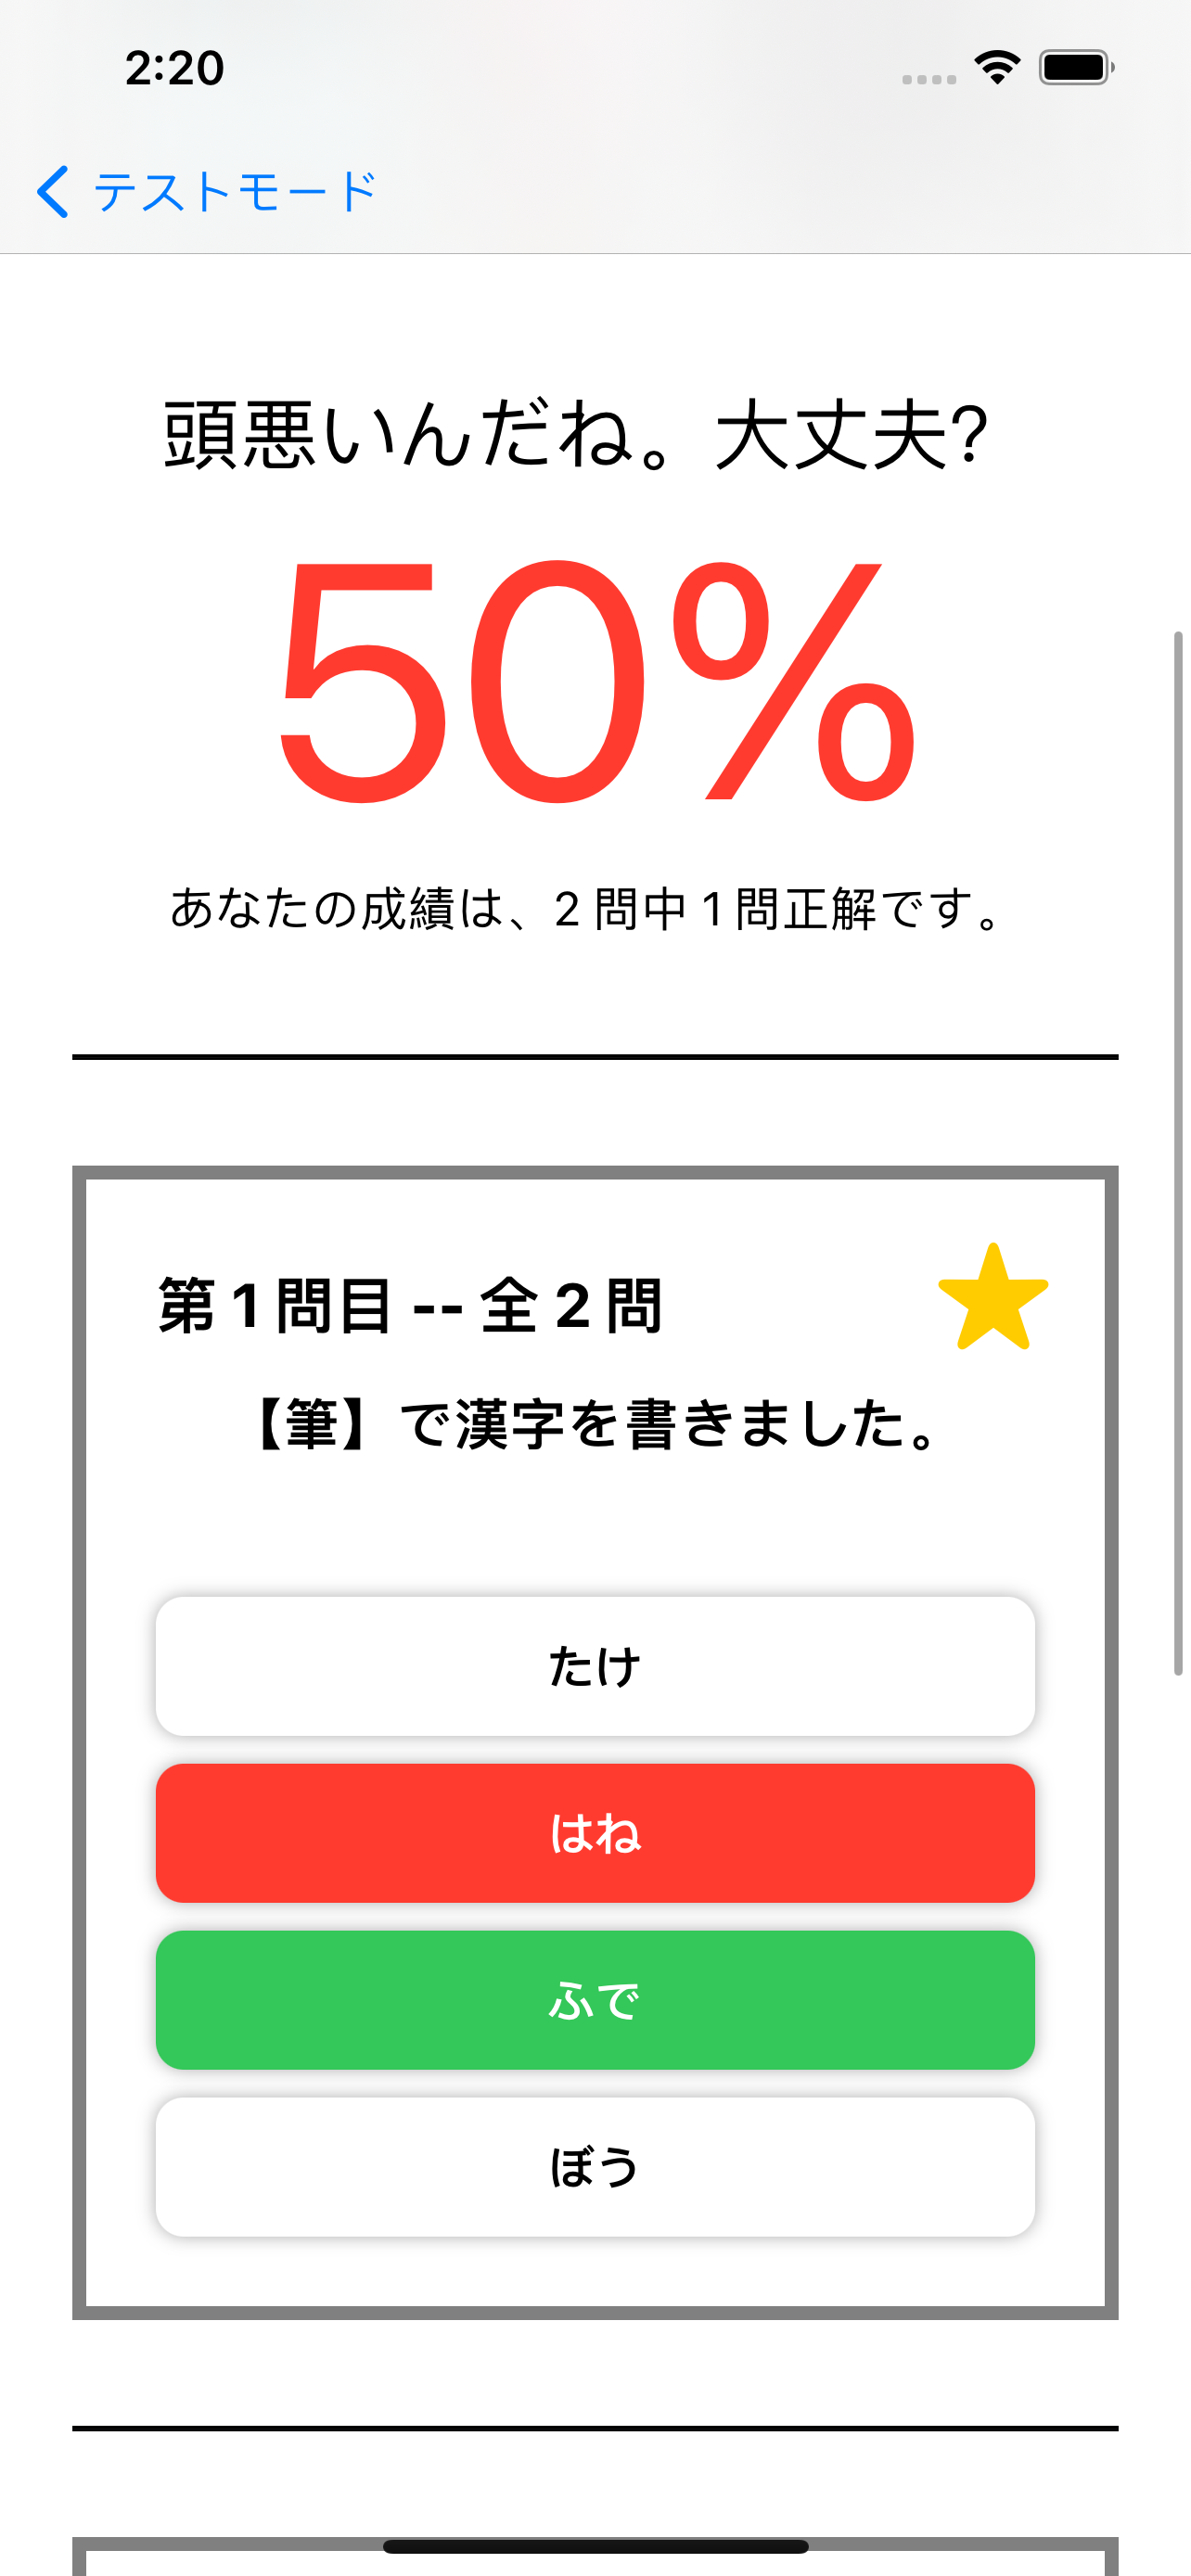 2:20
テストモード
頭悪いんだね。大丈夫?
50%
あなたの成績は、2 問中 1 問正解です。
第 1 問目 -- 全 2 問
【筆】で漢字を書きました。
たけ
はね
ふで
ぼう